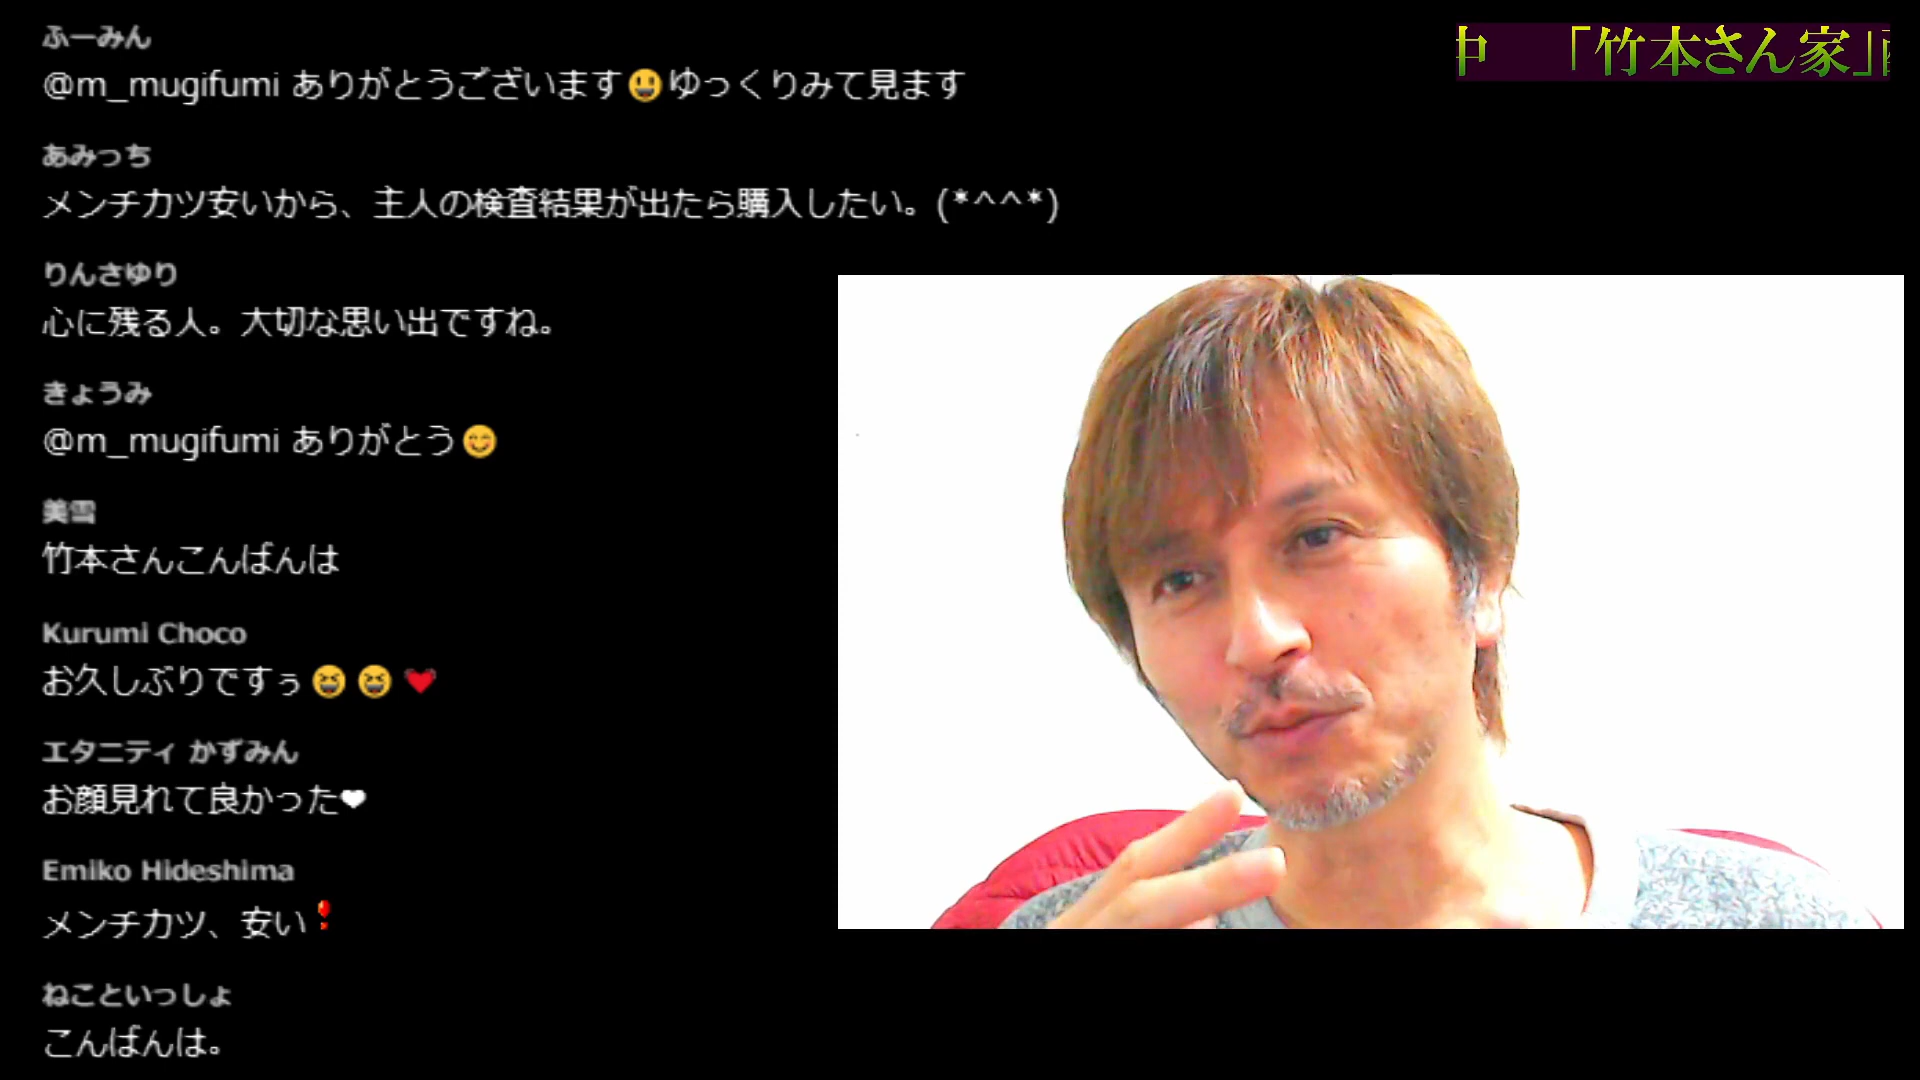 ふーみん
@m_mugifumi ありがとうございます😃ゆっくりみて見ます
あみっち
メンチカツ安いから、主人の検査結果が出たら購入したい。(*^^*)
りんさゆり
心に残る人。大切な思い出ですね。
きょうみ
@m_mugifumi ありがとう😊
美雪
竹本さんこんばんは
Kurumi Choco
お久しぶりですぅ😆😆❤
エタニティ かずみん
お顔見れて良かった❤
Emiko Hideshima
メンチカツ、安い❗
ねこといっしょ
こんばんは。
中 「竹本さん家」